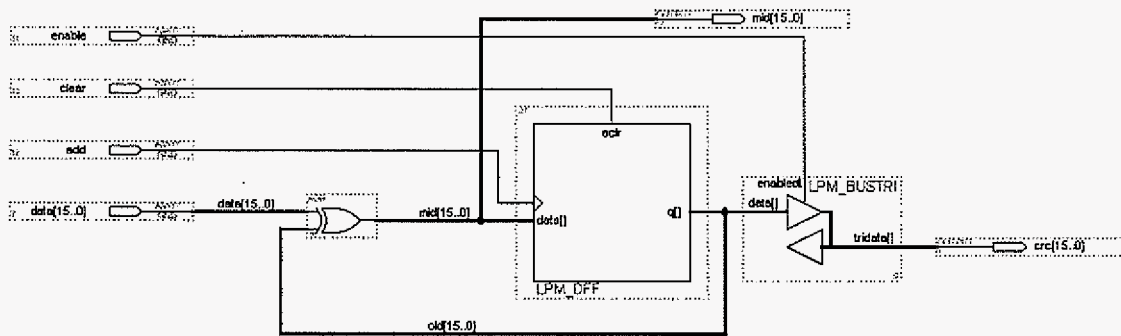 mid[15..0]
enable
clear
aclr
add
enabledt LPM_BUSTRI
data[15..0] data[15..0] mid[15..0] data[] q[] data[]
tridata[] crc[15..0]
LPM_DFF
old[15..0]